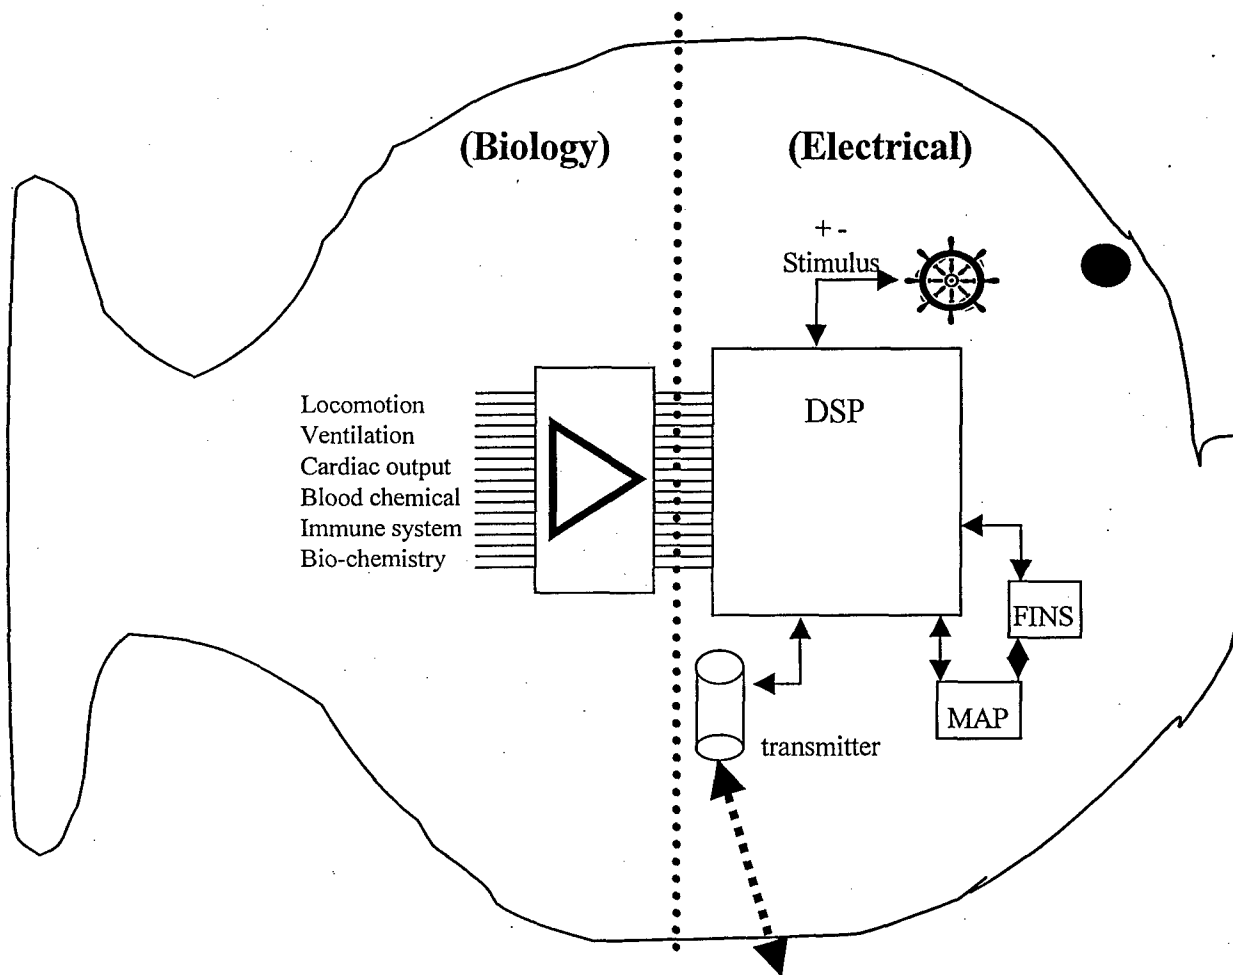 (Biology)
(Electrical)
+ -
Stimulus
DSP
Locomotion
Ventilation
Cardiac output
Blood chemical
Immune system
Bio-chemistry
FINS
MAP
transmitter